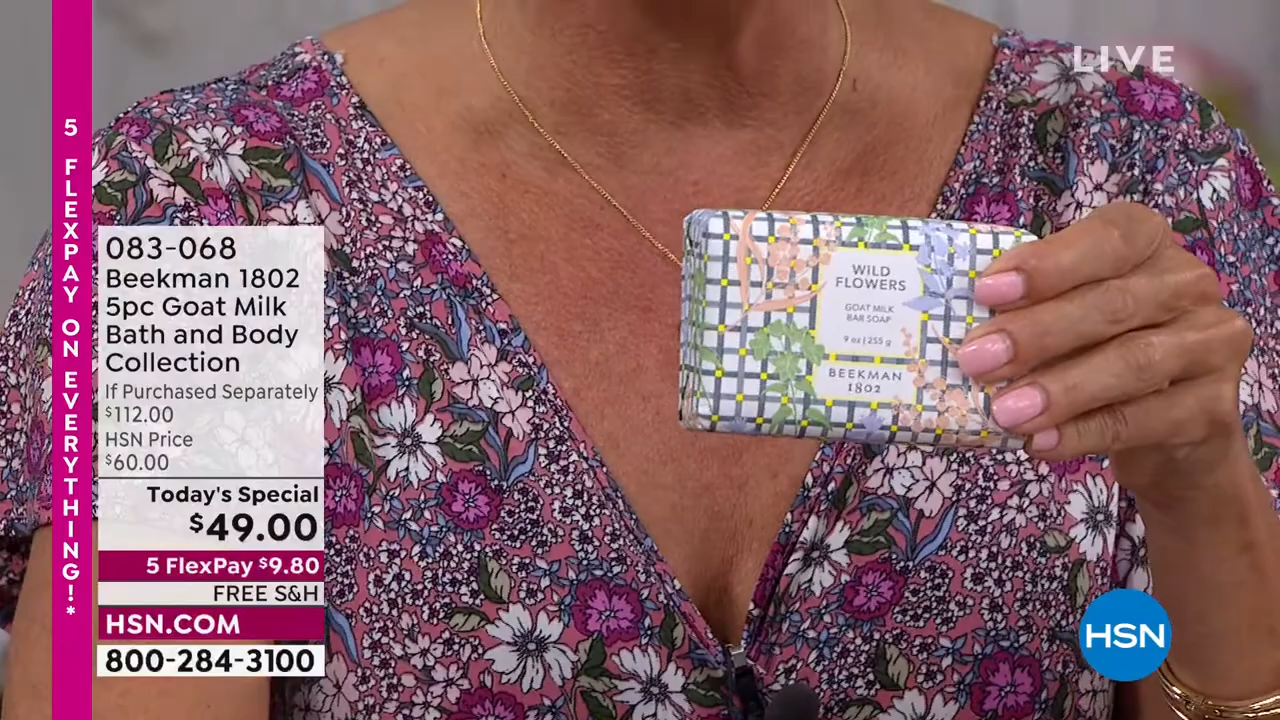 LIVE
5 FLEXPAY ON EVERYTHING!*
083-068
Beekman 1802
5pc Goat Milk
Bath and Body
Collection
If Purchased Separately
$112.00
HSN Price
$60.00
Today's Special
$49.00
5 FlexPay $9.80
FREE S&H
HSN.COM
800-284-3100
WILD
FLOWERS
GOAT MILK
BAR SOAP
9 oz | 255 g
BEEKMAN
1802
HSN